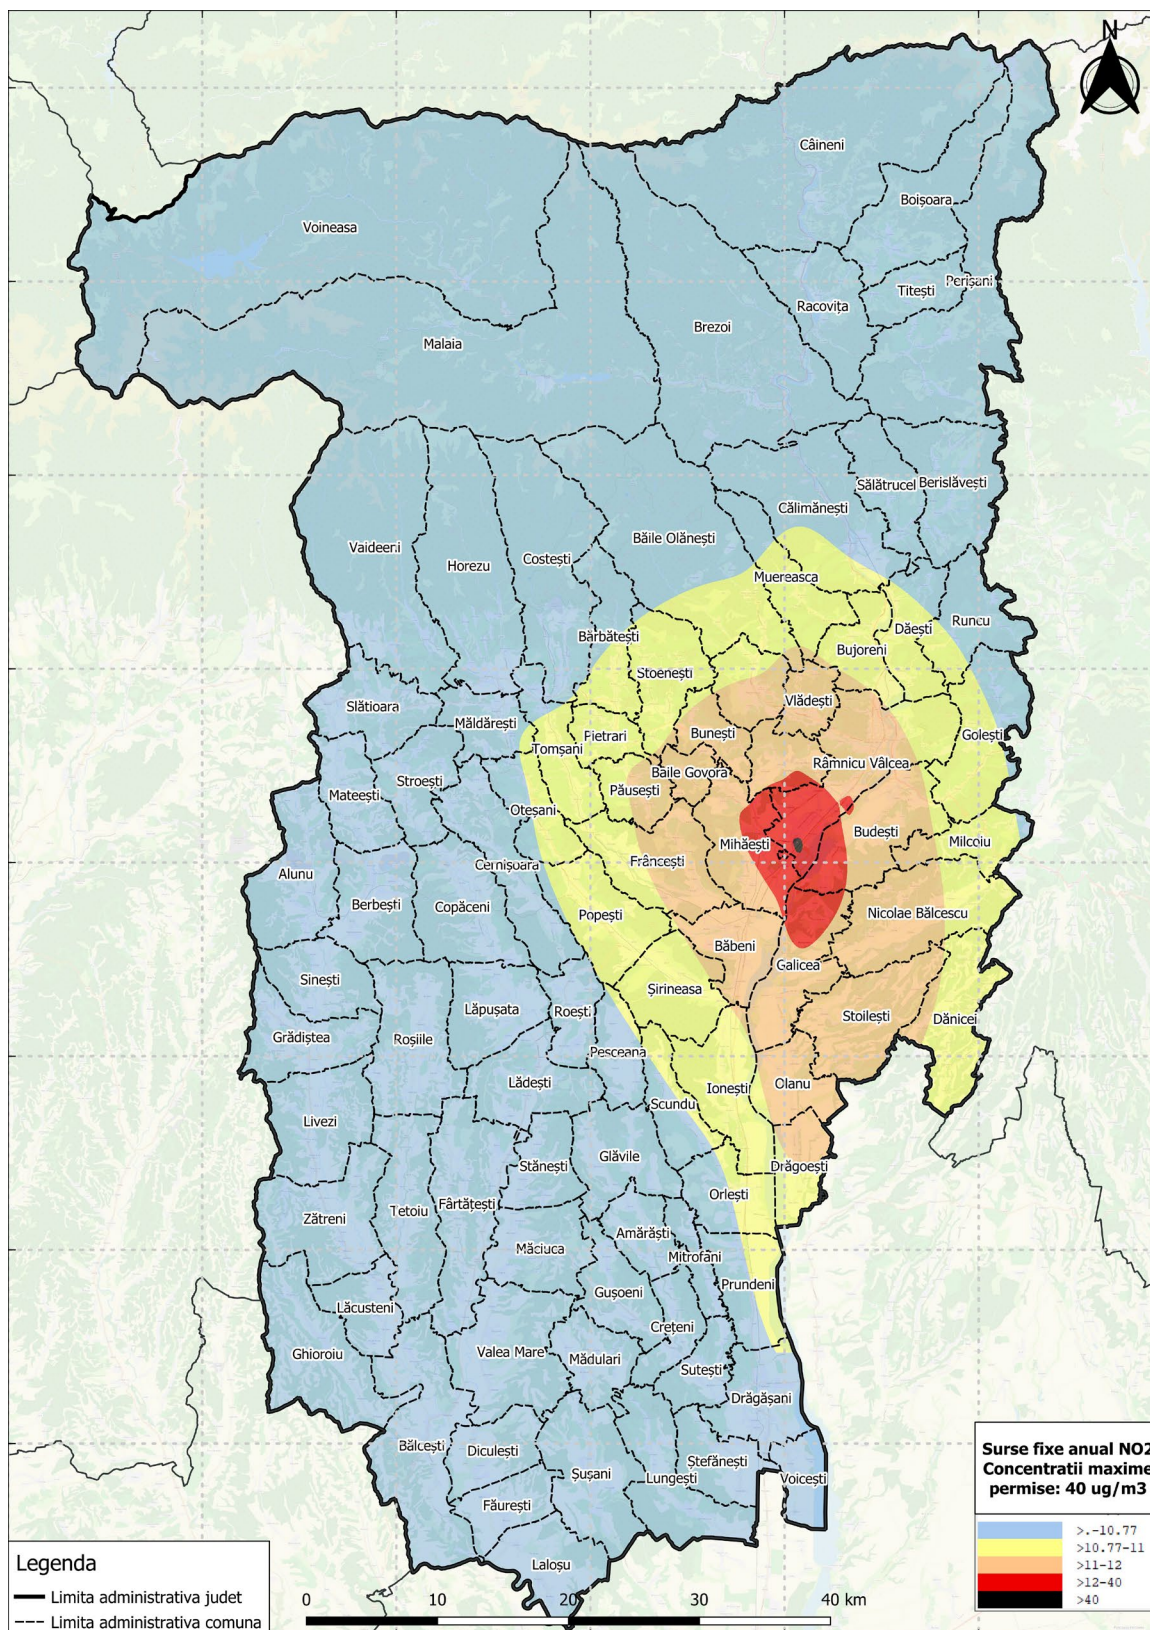 N
Câineni
Boișoara
Voineasa
Perișani
Titești
Racovița
Brezoi
Malaia
Sălătrucel
Berislăvești
Călimănești
Băile Olănești
Vaideeni
Costești
Horezu
Muereasca
Runcu
Dăești
Bărbătești
Bujoreni
Stoenești
Vlădești
Slătioara
Măldărești
Bunești
Golești
Pietrari
Tomșani
Râmnicu Vâlcea
Băile Govora
Stroești
Păusești
Mateești
Oteșani
Budești
Milcoiu
Mihăești
Frâncești
Cernișoara
Alunu
Berbești
Copăceni
Popești
Nicolae Bălcescu
Băbeni
Galicea
Sinești
Șirineasa
Lăpușata
Roești
Stoilești
Dănicei
Grădiștea
Roșiile
Pesceana
Lădești
Olanu
Ionești
Scundu
Livezi
Glăvile
Stănești
Drăgoești
Orlești
Fârtățești
Tetoiu
Zătreni
Amărăști
Măciuca
Mitrofani
Prundeni
Gușoeni
Lăcusteni
Crețeni
Ghioroiu
Valea Mare
Mădulari
Sutești
Drăgășani
Bălcești
Diculești
Ștefănești
Șușani
Lungești
Voicești
Făurești
Lalosu
Surse fixe anual NO2
Concentratii maxime
permise: 40 ug/m3
>.-10.77
>10.77-11
>11-12
>12-40
>40
Legenda
Limita administrativa judet
Limita administrativa comuna
0 10 20 30 40 km